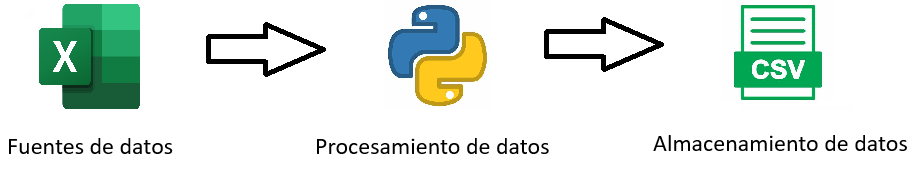 X
CSV
Fuentes de datos
Procesamiento de datos
Almacenamiento de datos